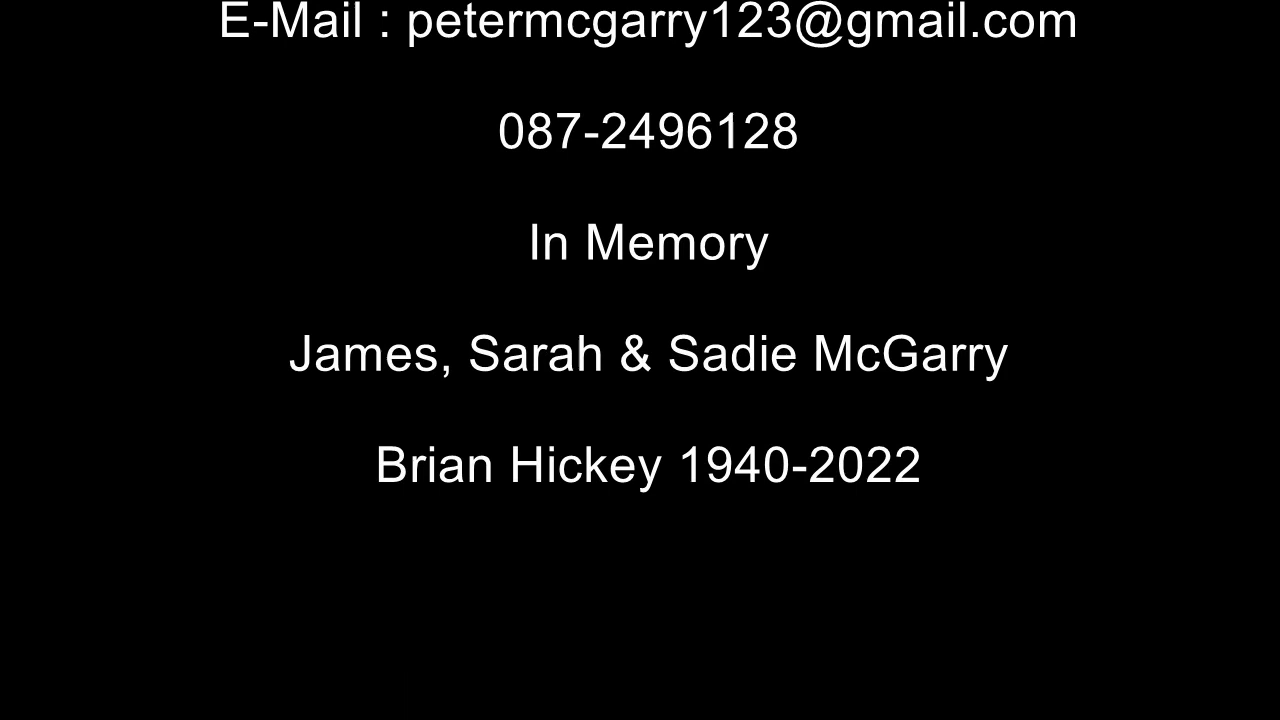 E-Mail : petermcgarry123@gmail.com
087-2496128
In Memory
James, Sarah & Sadie McGarry
Brian Hickey 1940-2022